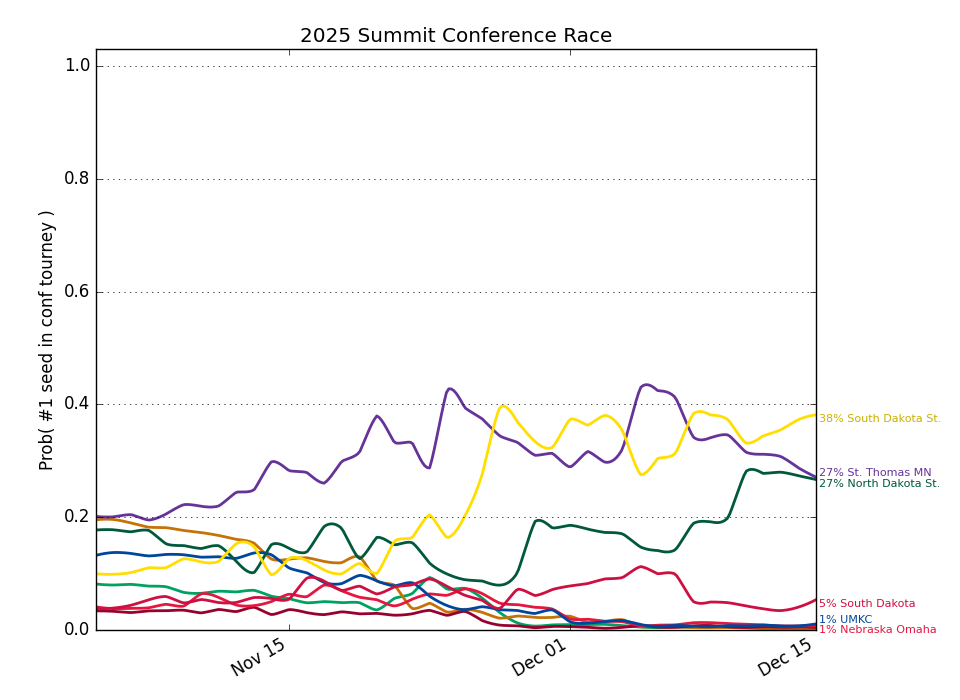 2025 Summit Conference Race
Prob( #1 seed in conf tourney )
1.0
0.8
0.6
0.4
0.2
0.0
Nov 15
Dec 01
Dec 15
38% South Dakota St.
27% St. Thomas MN
27% North Dakota St.
5% South Dakota
1% UMKC
1% Nebraska Omaha